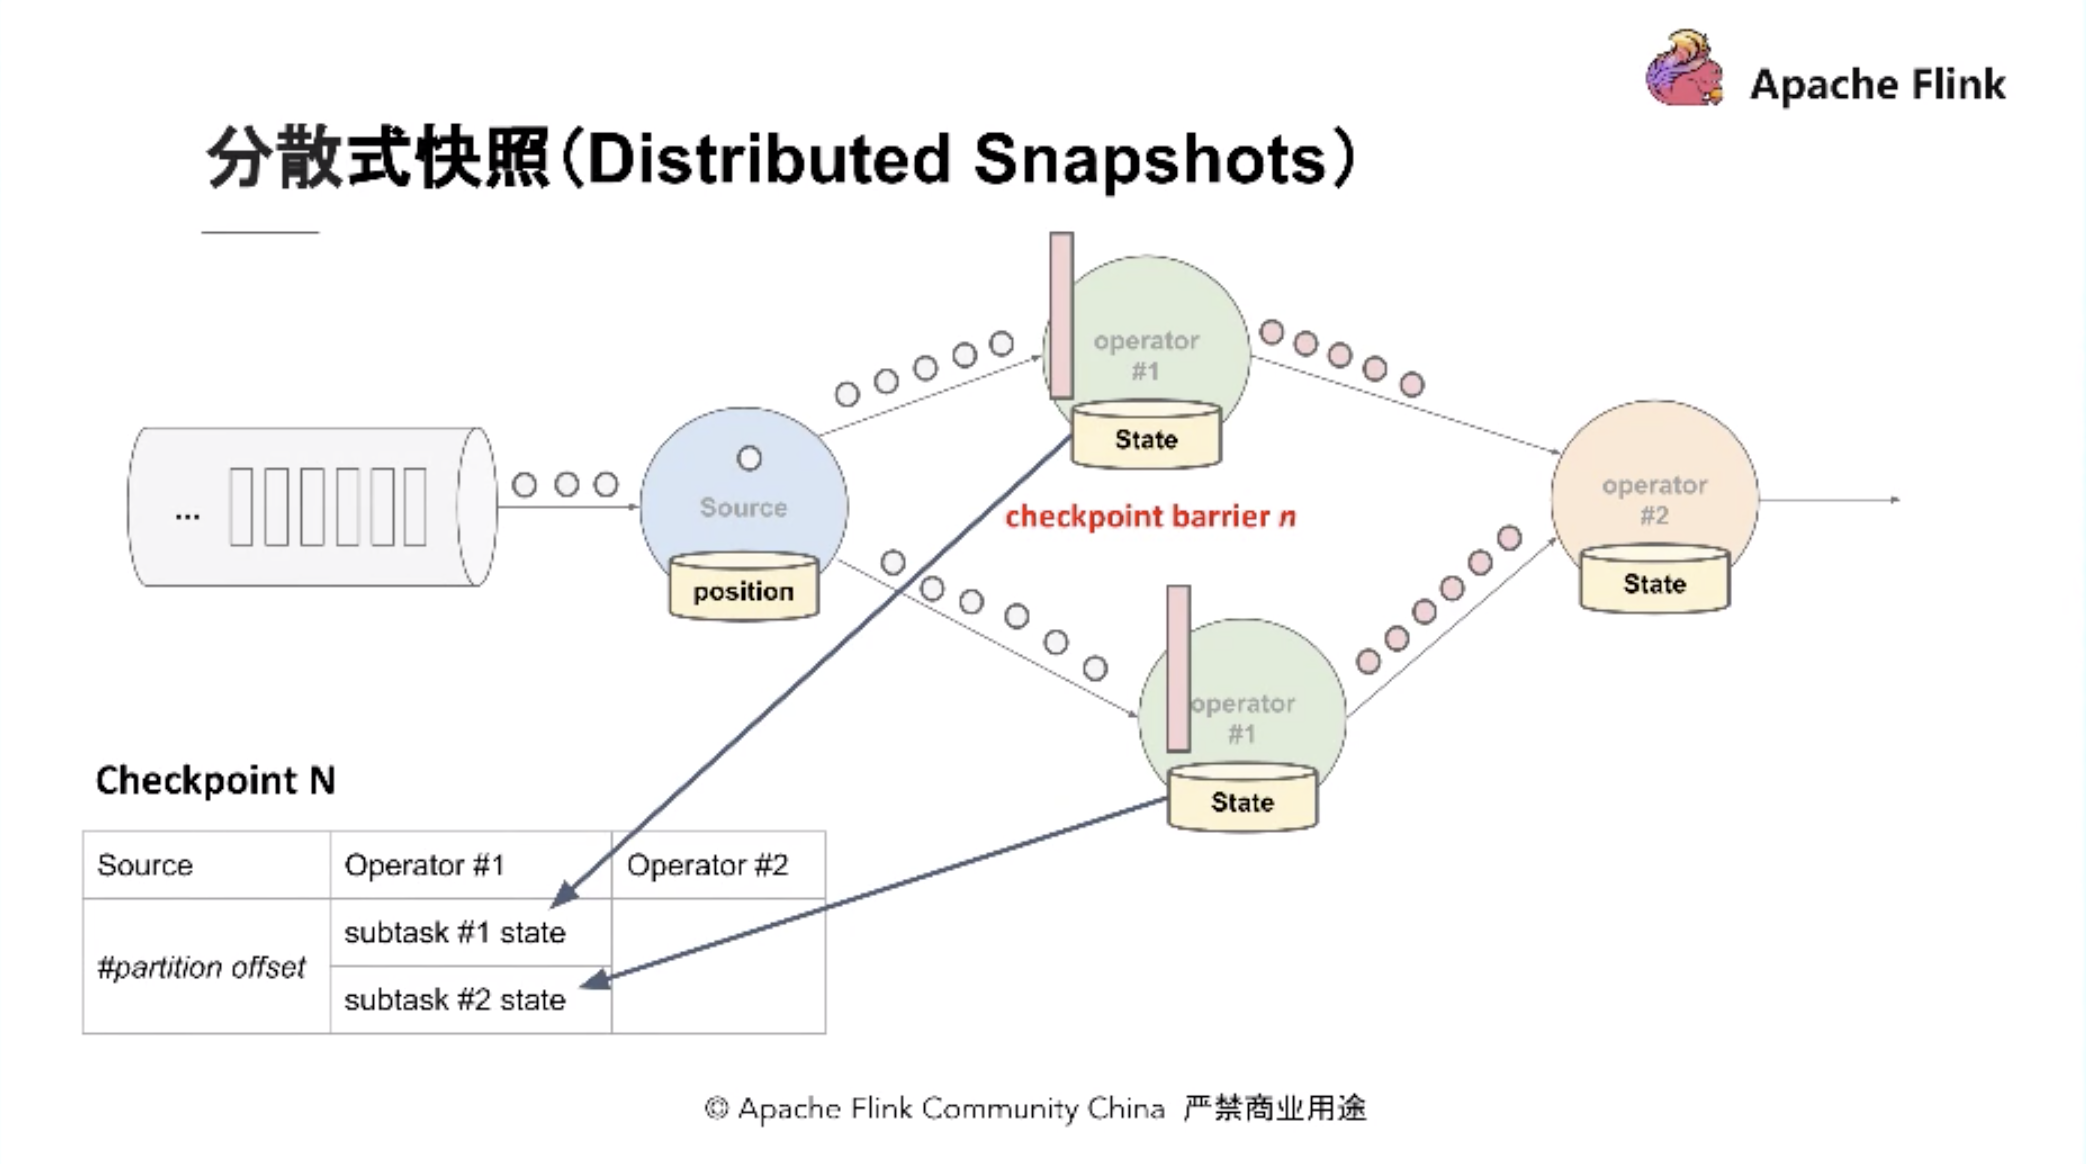 Apache Flink
分散式快照(Distributed Snapshots)
operator
#1
State
...
Source
position
checkpoint barrier n
operator
#2
State
operator
#1
State
Checkpoint N
Source
Operator #1
Operator #2
#partition offset
subtask #1 state
subtask #2 state
© Apache Flink Community China 严禁商业用途